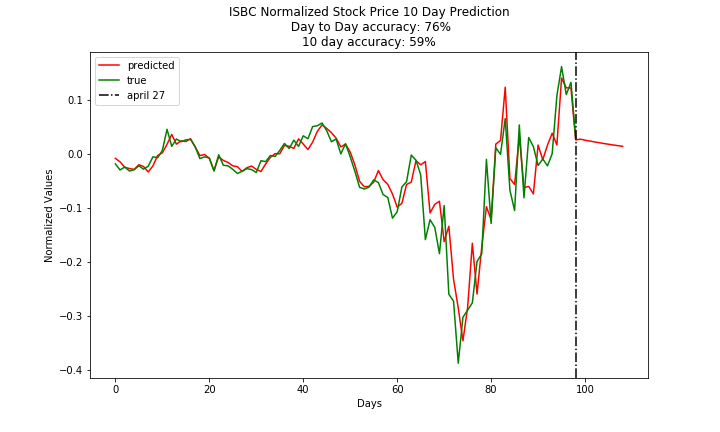 ISBC Normalized Stock Price 10 Day Prediction
Day to Day accuracy: 76%
10 day accuracy: 59%
predicted
true
april 27
Normalized Values
0.1
0.0
−0.1
−0.2
−0.3
−0.4
0 20 40 60 80 100
Days